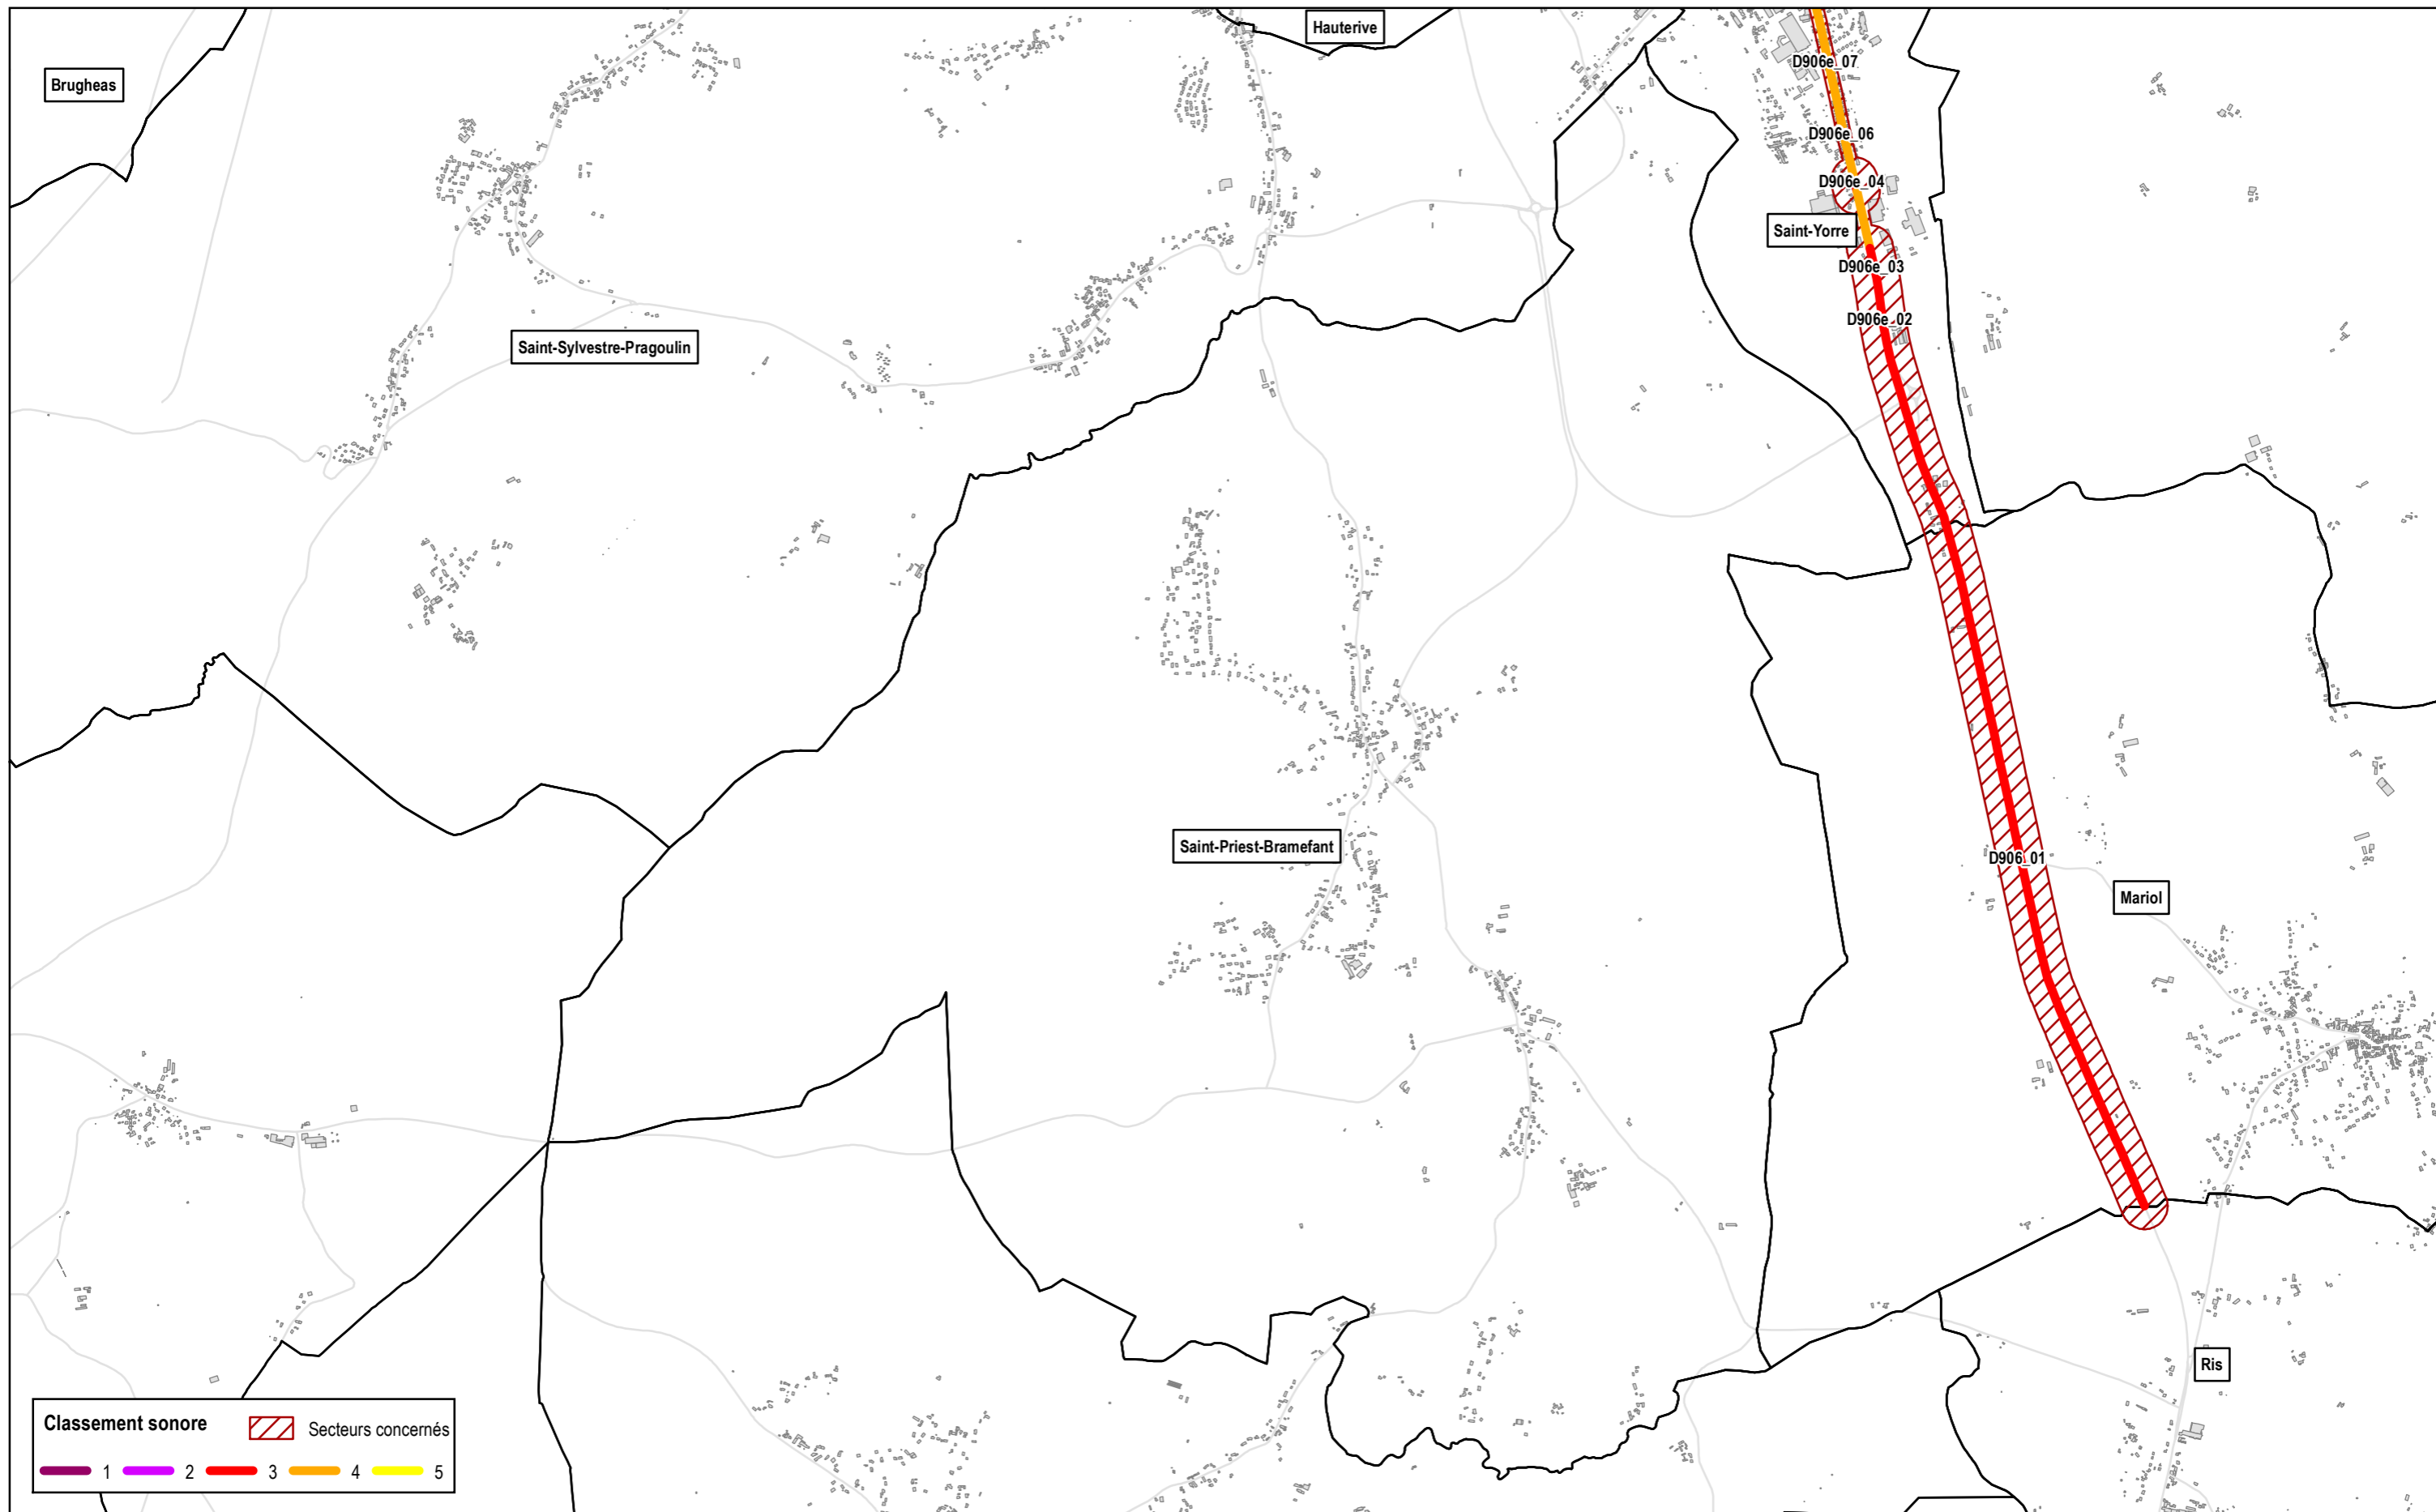 Hauterive
Brugheas
D906e_07
D906e_06
D906e_04
Saint-Yorre
D906e_03
D906e_02
Saint-Sylvestre-Pragoulin
Saint-Priest-Bramefant
D906_01
Mariol
Ris
Classement sonore
Secteurs concernés
1 2 3 4 5